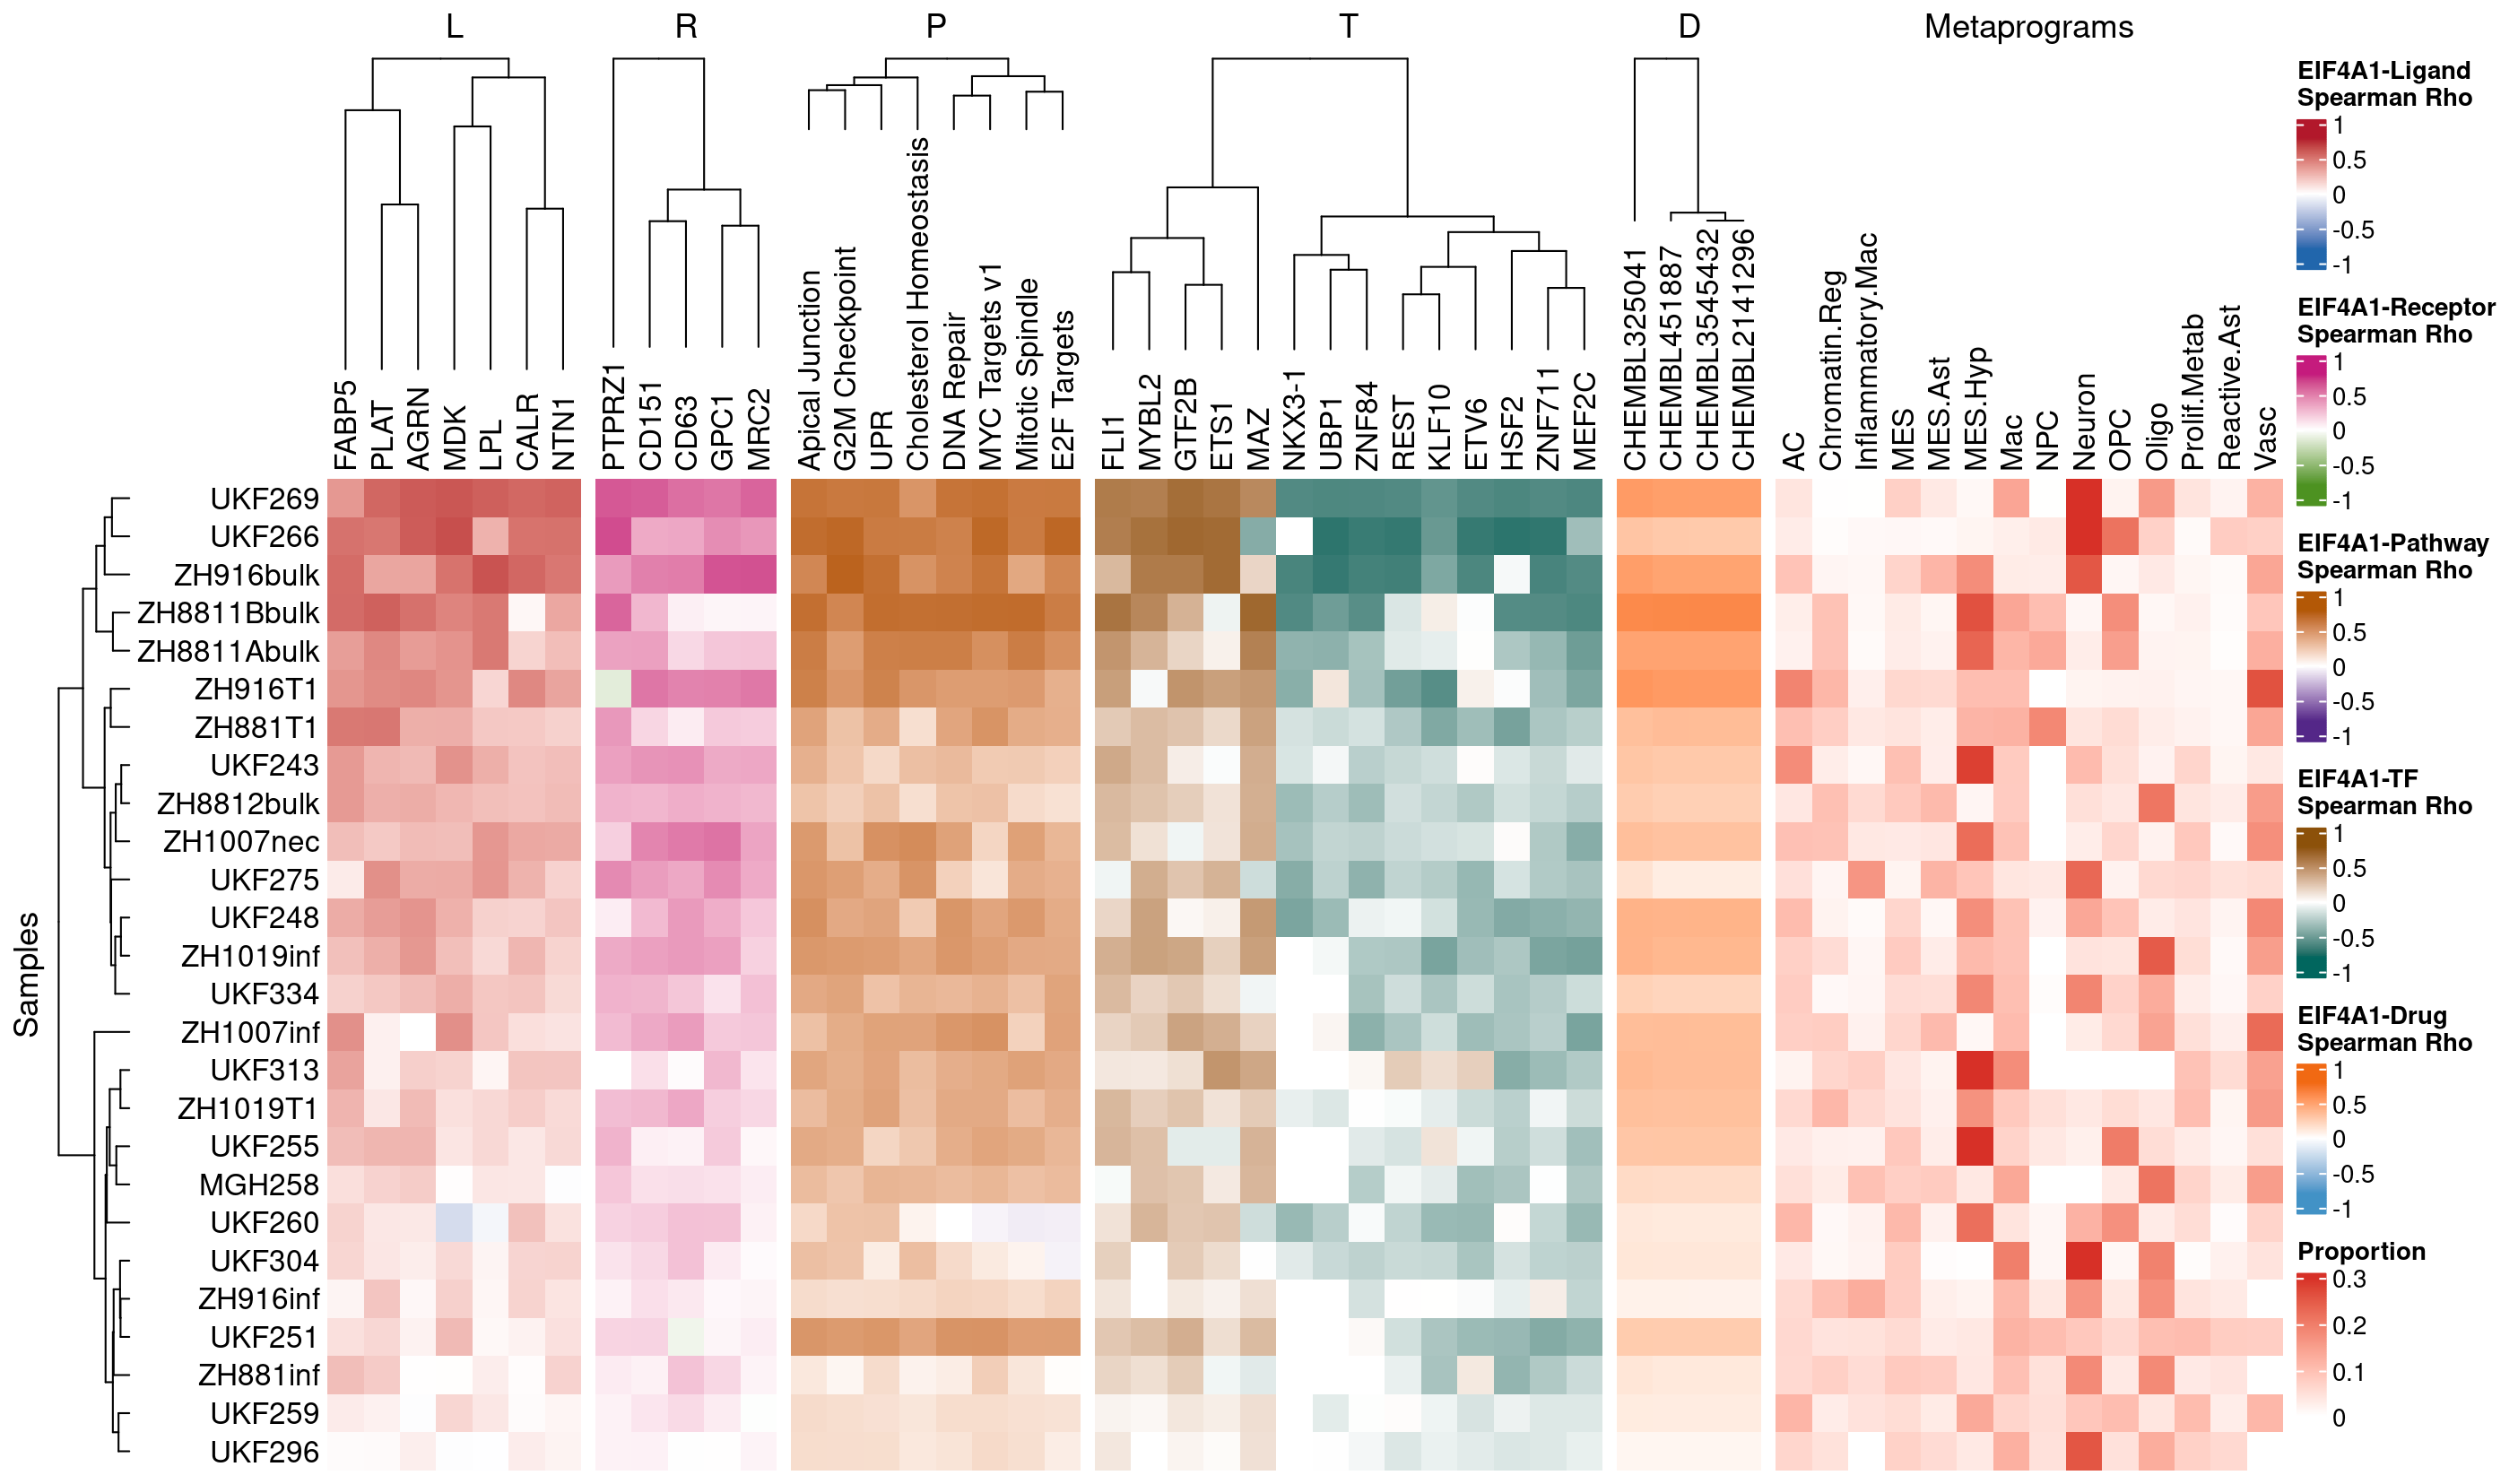 L R P T D Metaprograms
FABP5 PLAT AGRN MDK LPL CALR NTN1
PTPRZ1 CD151 CD63 GPC1 MRC2
Apical Junction
G2M Checkpoint
UPR
Cholesterol Homeostasis
DNA Repair
MYC Targets v1
Mitotic Spindle
E2F Targets
FLI1 MYBL2 GTF2B ETS1 MAZ NKX3-1 UBP1 ZNF84 REST KLF10 ETV6 HSF2 ZNF711 MEF2C
CHEMBL325041 CHEMBL451887 CHEMBL3545432 CHEMBL2141296
AC Chromatin.Reg Inflammatory.Mac MES MES.Ast MES.Hyp Mac NPC Neuron OPC Oligo Prolif.Metab Reactive.Ast Vasc
Samples
UKF269
UKF266
ZH916bulk
ZH8811Bbulk
ZH8811Abulk
ZH916T1
ZH881T1
UKF243
ZH8812bulk
ZH1007nec
UKF275
UKF248
ZH1019inf
UKF334
ZH1007inf
UKF313
ZH1019T1
UKF255
MGH258
UKF260
UKF304
ZH916inf
UKF251
ZH881inf
UKF259
UKF296
EIF4A1-Ligand
Spearman Rho
1
0.5
0
-0.5
-1
EIF4A1-Receptor
Spearman Rho
1
0.5
0
-0.5
-1
EIF4A1-Pathway
Spearman Rho
1
0.5
0
-0.5
-1
EIF4A1-TF
Spearman Rho
1
0.5
0
-0.5
-1
EIF4A1-Drug
Spearman Rho
1
0.5
0
-0.5
-1
Proportion
0.3
0.2
0.1
0